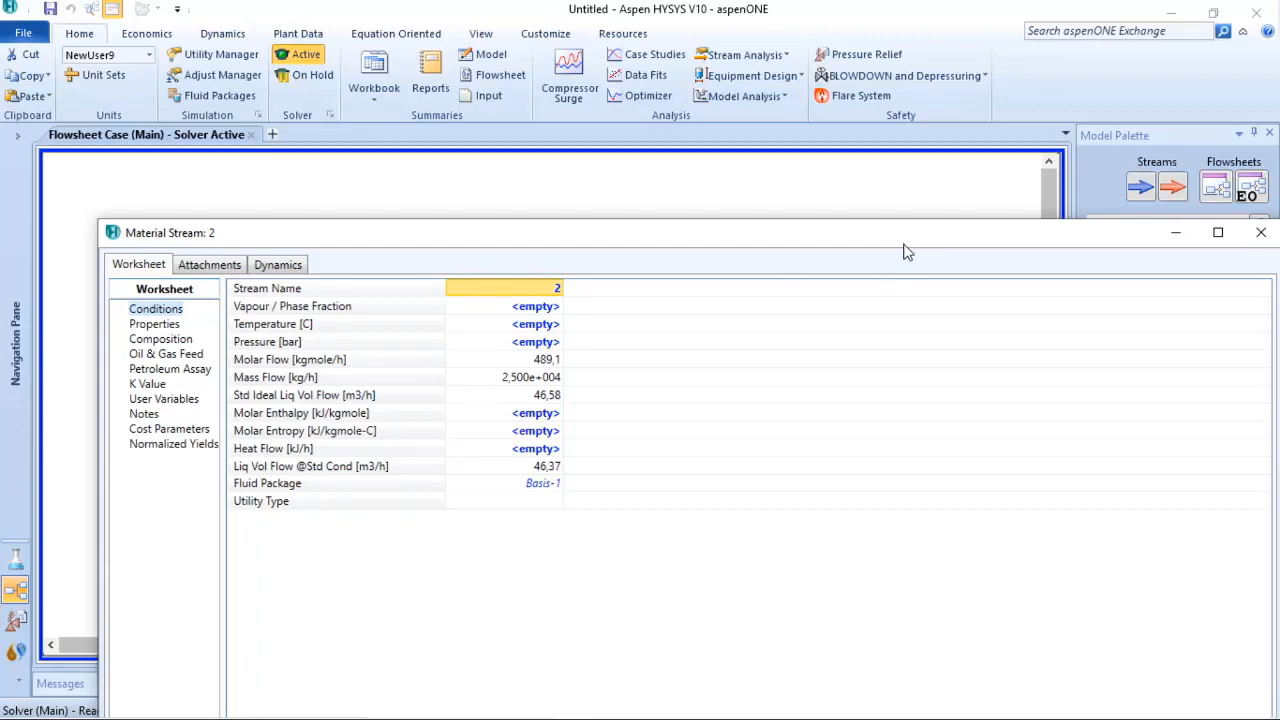 Untitled - Aspen HYSYS V10 - aspenONE
File Home Economics Dynamics Plant Data Equation Oriented View Customize Resources Search aspenONE Exchange
Cut NewUser9 Utility Manager Active Model Case Studies Stream Analysis Pressure Relief
Copy Unit Sets Adjust Manager On Hold Workbook Reports Flowsheet Compressor Surge Data Fits Equipment Design BLOWDOWN and Depressuring
Paste Fluid Packages Input Optimizer Model Analysis Flare System
Clipboard Units Simulation Solver Summaries Analysis Safety
Flowsheet Case (Main) - Solver Active Model Palette
Streams Flowsheets
EO
Material Stream: 2
Worksheet Attachments Dynamics
Worksheet
Conditions
Properties
Composition
Oil & Gas Feed
Petroleum Assay
K Value
User Variables
Notes
Cost Parameters
Normalized Yields
Stream Name 2
Vapour / Phase Fraction <empty>
Temperature [C] <empty>
Pressure [bar] <empty>
Molar Flow [kgmole/h] 489,1
Mass Flow [kg/h] 2,500e+004
Std Ideal Liq Vol Flow [m3/h] 46,58
Molar Enthalpy [kJ/kgmole] <empty>
Molar Entropy [kJ/kgmole-C] <empty>
Heat Flow [kJ/h] <empty>
Liq Vol Flow @Std Cond [m3/h] 46,37
Fluid Package Basis-1
Utility Type
Navigation Pane
Messages
Solver (Main) - Rea